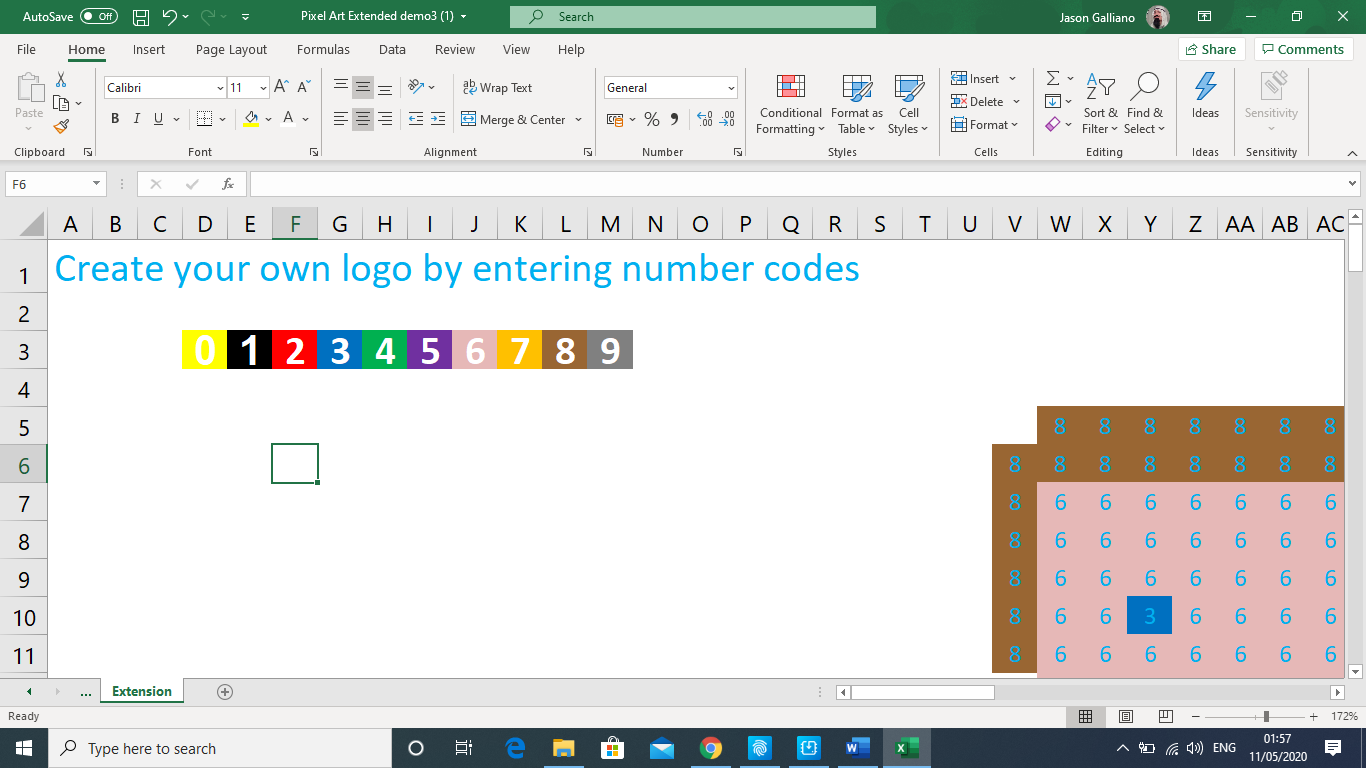 AutoSave Off Pixel Art Extended demo3 (1) Search Jason Galliano
File Home Insert Page Layout Formulas Data Review View Help Share Comments
Paste Calibri 11 A A Wrap Text General Conditional Formatting Format as Table Cell Styles Insert Delete Format Sort & Filter Find & Select Ideas Sensitivity
B I U A Merge & Center % .00
Clipboard Font Alignment Number Styles Cells Editing Ideas Sensitivity
F6 fx
A B C D E F G H I J K L M N O P Q R S T U V W X Y Z AA AB AC
1 Create your own logo by entering number codes
2
3 0 1 2 3 4 5 6 7 8 9
4
5 8 8 8 8 8 8 8
6 8 8 8 8 8 8 8 8
7 8 6 6 6 6 6 6 6
8 8 6 6 6 6 6 6 6
9 8 6 6 6 6 6 6 6
10 8 6 6 3 6 6 6 6
11 8 6 6 6 6 6 6 6
... Extension
Ready 172%
Type here to search ENG 01:57
11/05/2020